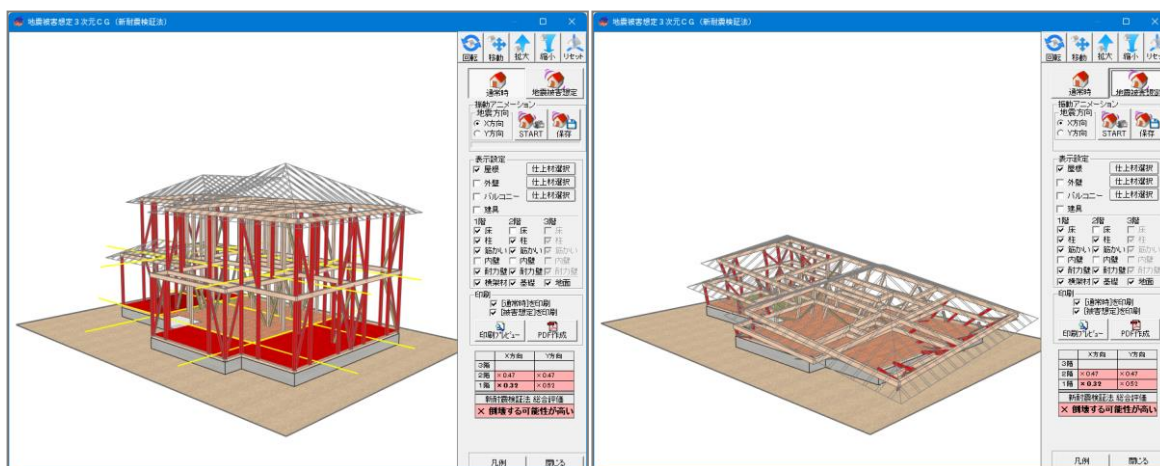 地震被害想定３次元ＣＧ (新耐震検証法)
回転 移動 拡大 縮小 リセット
通常時 地震被害想定
振動アニメーション
地震方向
X方向
Y方向 START 保存
表示設定
屋根 仕上材選択
外壁 仕上材選択
バルコニー 仕上材選択
建具
1階 2階 3階
床 床 床
柱 柱 柱
筋かい 筋かい 筋かい
内壁 内壁 内壁
耐力壁 耐力壁 耐力壁
横架材 基礎 地面
印刷
[通常時]を印刷
[被害想定]を印刷
印刷プレビュー PDF作成
X方向 Y方向
3階
2階 ×0.47 ×0.47
1階 ×0.32 ×0.52
新耐震検証法 総合評価
× 倒壊する可能性が高い
凡例 閉じる
地震被害想定３次元ＣＧ (新耐震検証法)
回転 移動 拡大 縮小 リセット
通常時 地震被害想定
振動アニメーション
地震方向
X方向
Y方向 START 保存
表示設定
屋根 仕上材選択
外壁 仕上材選択
バルコニー 仕上材選択
建具
1階 2階 3階
床 床 床
柱 柱 柱
筋かい 筋かい 筋かい
内壁 内壁 内壁
耐力壁 耐力壁 耐力壁
横架材 基礎 地面
印刷
[通常時]を印刷
[被害想定]を印刷
印刷プレビュー PDF作成
X方向 Y方向
3階
2階 ×0.47 ×0.47
1階 ×0.32 ×0.52
新耐震検証法 総合評価
× 倒壊する可能性が高い
凡例 閉じる